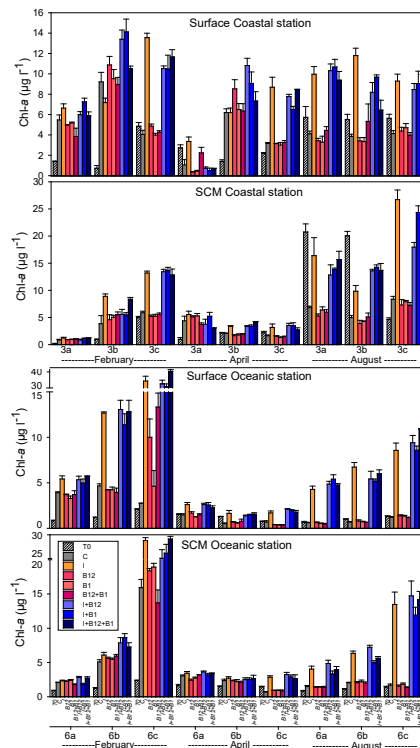 Surface Coastal station
16
14
12
10
8
6
4
2
0
Chl-a (µg l⁻¹)
SCM Coastal station
30
25
20
15
10
5
0
Chl-a (µg l⁻¹)
3a 3b 3c 3a 3b 3c 3a 3b 3c
February April August
Surface Oceanic station
40
30
15
10
5
0
Chl-a (µg l⁻¹)
SCM Oceanic station
30
25
20
15
10
5
0
Chl-a (µg l⁻¹)
T0
C
I
B12
B1
B12+B1
I+B12
I+B1
I+B12+B1
6a 6b 6c 6a 6b 6c 6a 6b 6c
February April August